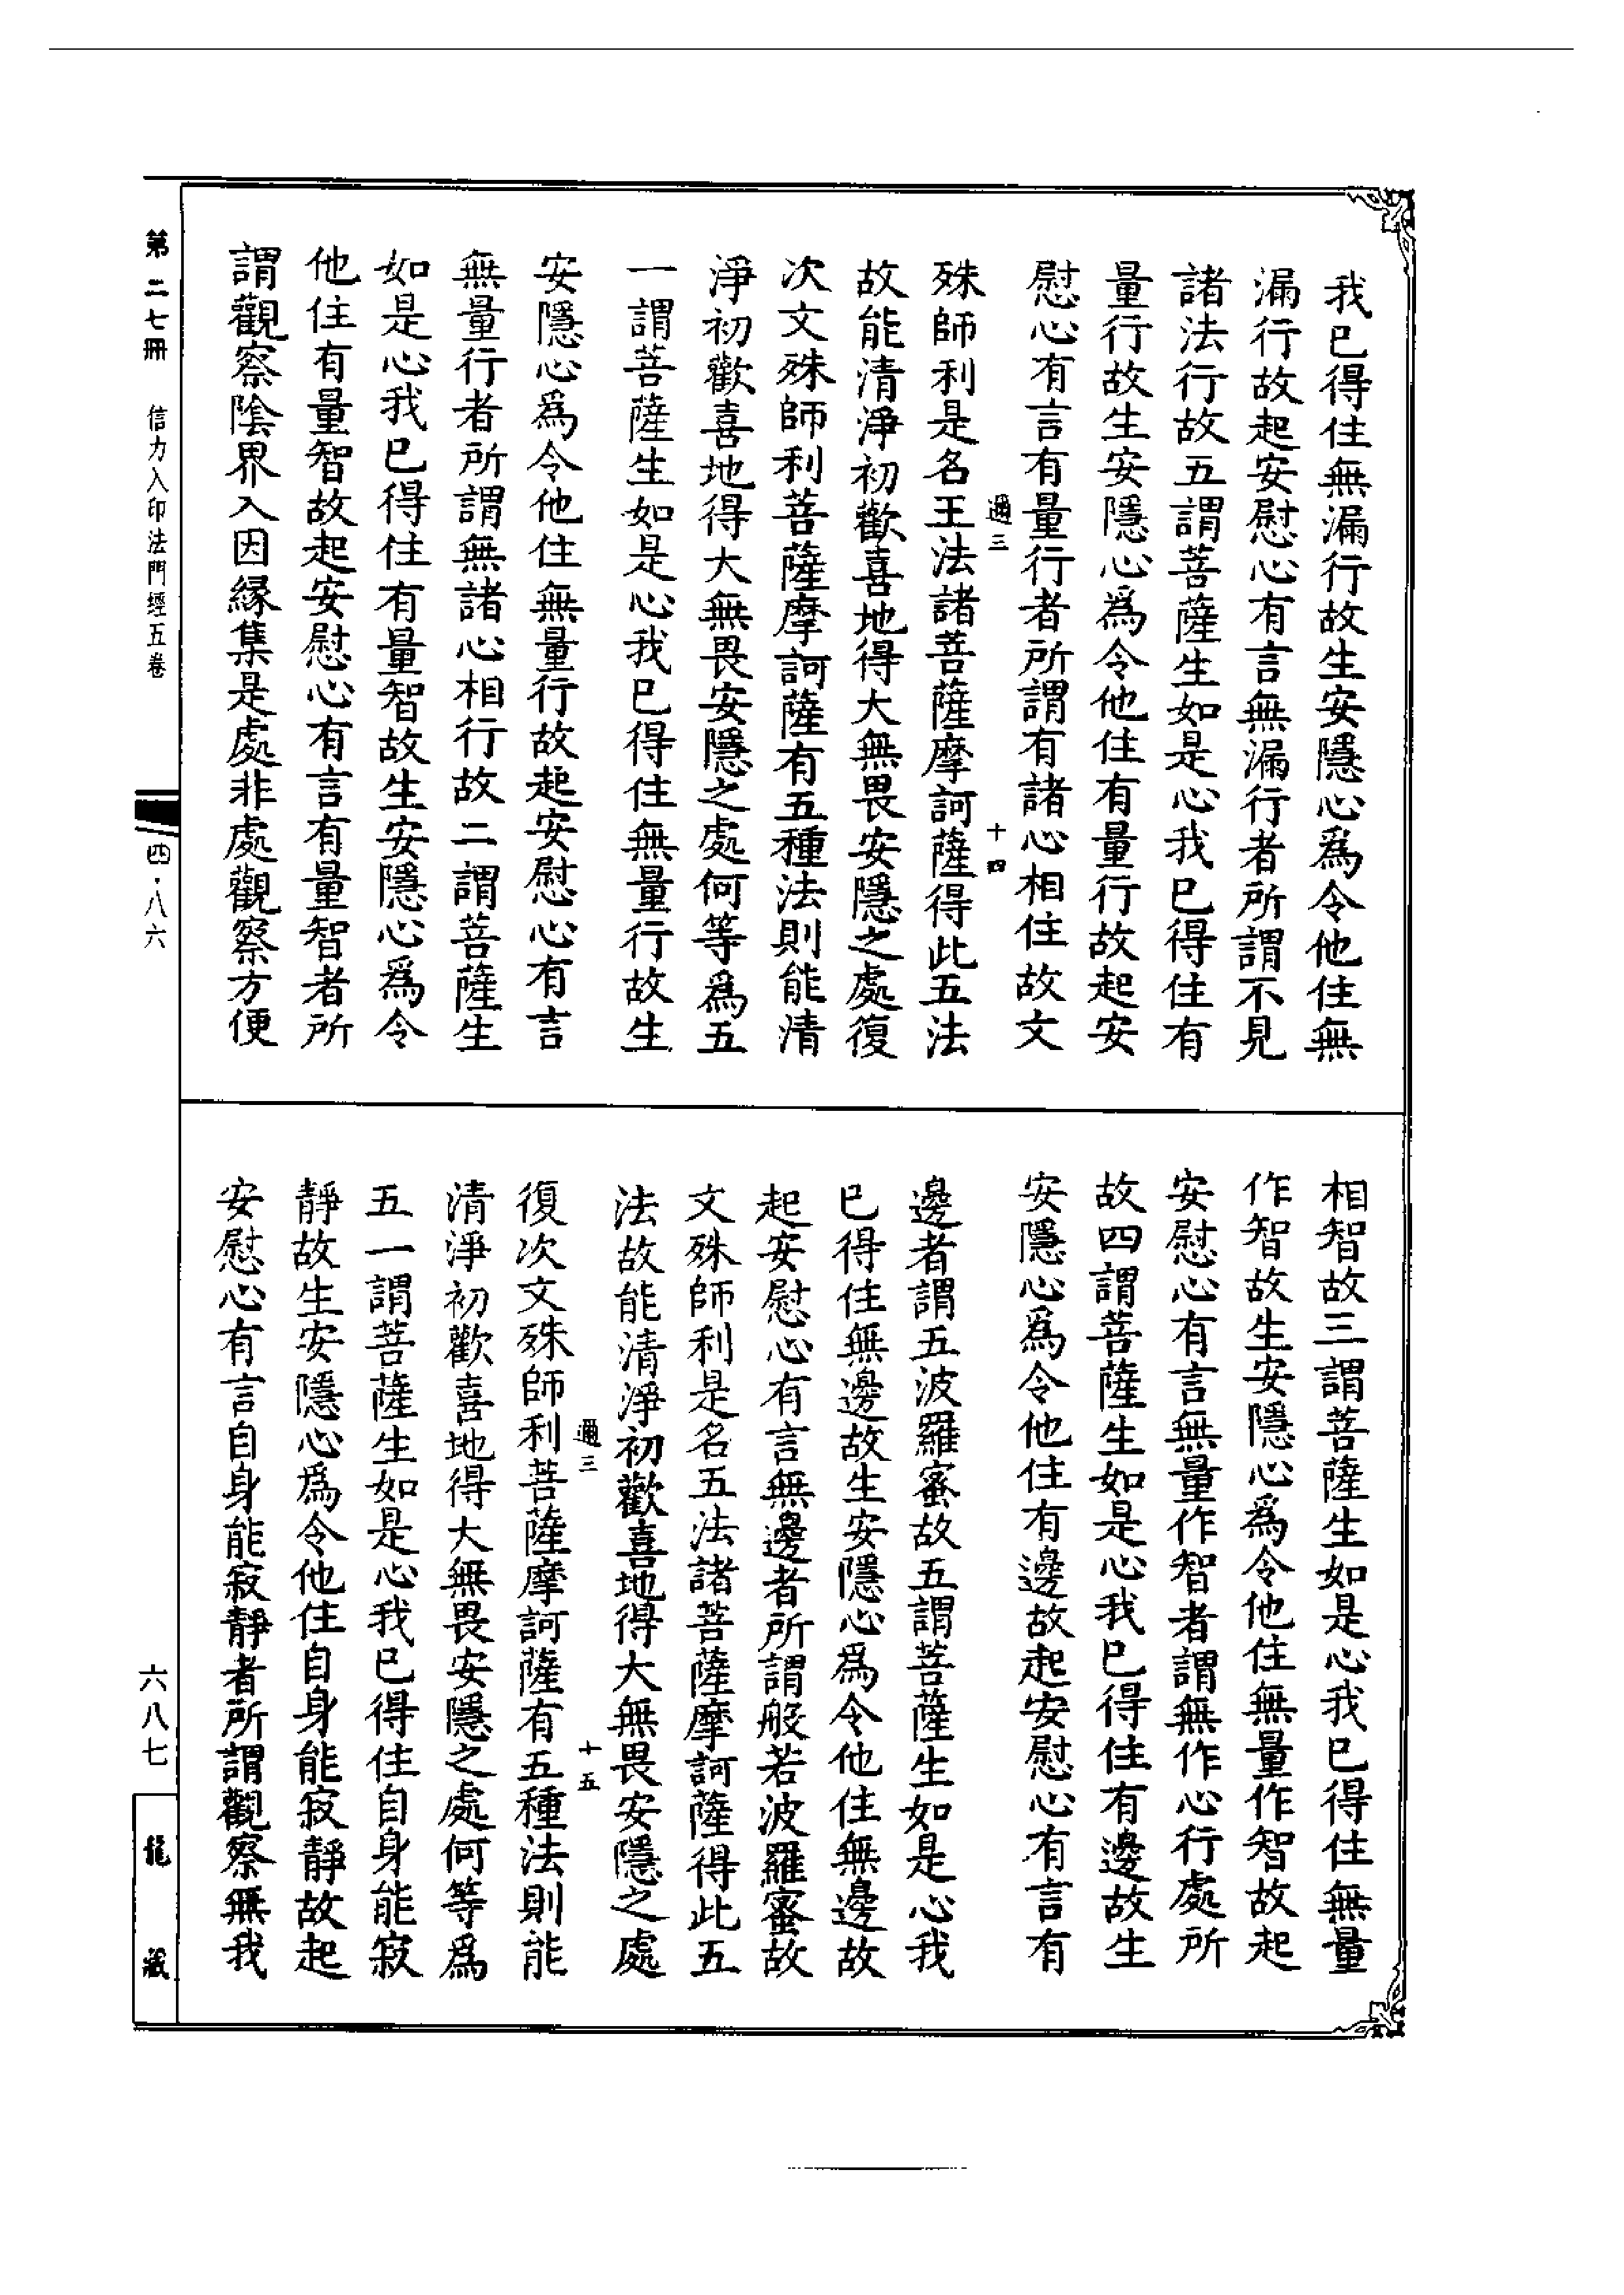 我已得住無漏行故生安隱心爲令他住無
漏行故起安慰心有言無漏行者所謂不見
諸法行故五謂菩薩生如是心我已得住有
量行故生安隱心爲令他住有量行故起安
慰心有言有量行者所謂有諸心相住故文
邇三 十四
殊師利是名王法諸菩薩摩訶薩得此五法
故能清淨初歡喜地得大無畏安隱之處復
次文殊師利菩薩摩訶薩有五種法則能清
淨初歡喜地得大無畏安隱之處何等爲五
一謂菩薩生如是心我已得住無量行故生
安隱心爲令他住無量行故起安慰心有言
無量行者所謂無諸心相行故二謂菩薩生
如是心我已得住有量智故生安隱心爲令
他住有量智故起安慰心有言有量智者所
謂觀察陰界入因緣集是處非處觀察方便
相智故三謂菩薩生如是心我已得住無量
作智故生安隱心爲令他住無量作智故起
安慰心有言無量作智者謂無作心行處所
故四謂菩薩生如是心我已得住有邊故生
安隱心爲令他住有邊故起安慰心有言有
邊者謂五波羅蜜故五謂菩薩生如是心我
已得住無邊故生安隱心爲令他住無邊故
起安慰心有言無邊者所謂般若波羅蜜故
文殊師利是名五法諸菩薩摩訶薩得此五
法故能清淨初歡喜地得大無畏安隱之處
邇三 十五
復次文殊師利菩薩摩訶薩有五種法則能
清淨初歡喜地得大無畏安隱之處何等爲
五一謂菩薩生如是心我已得住自身能寂
靜故生安隱心爲令他住自身能寂靜故起
安慰心有言自身能寂靜者所謂觀察無我
第二七冊 信力入印法門經五卷 四·八六
六八七 龍藏